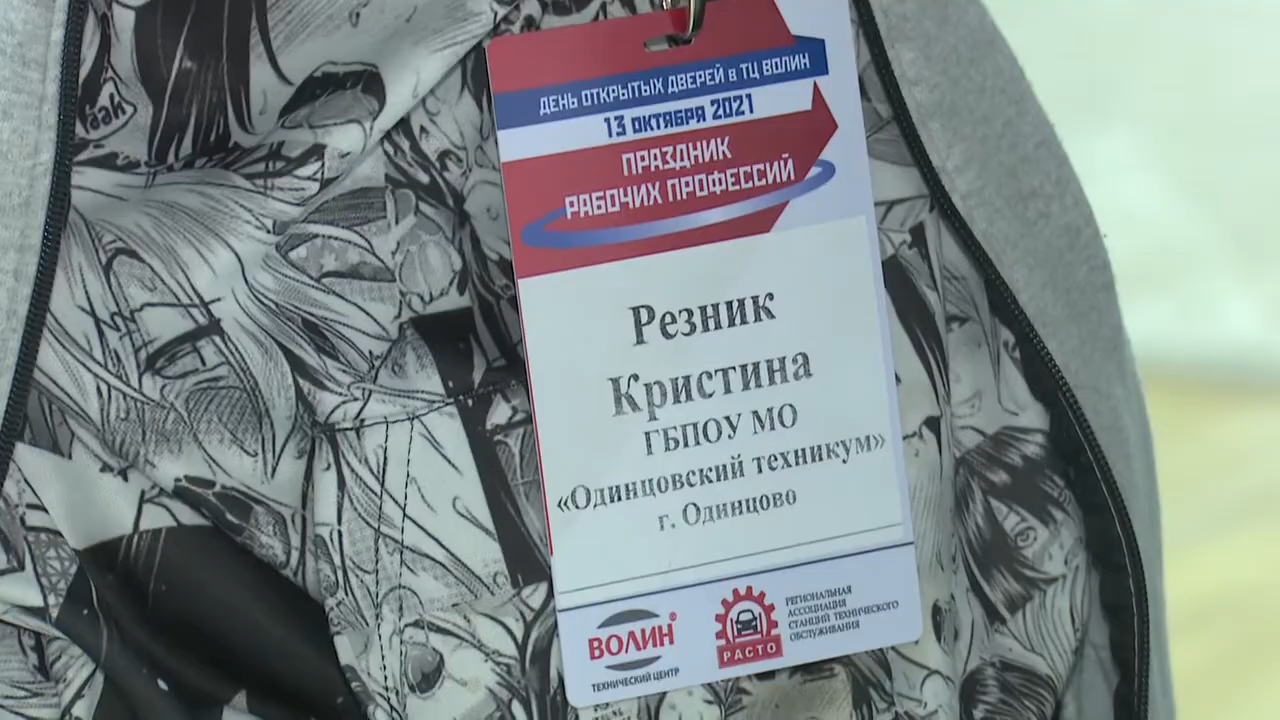 ДЕНЬ ОТКРЫТЫХ ДВЕРЕЙ в ТЦ ВОЛИН
13 ОКТЯБРЯ 2021
ПРАЗДНИК
РАБОЧИХ ПРОФЕССИЙ
Резник
Кристина
ГБПОУ МО
«Одинцовский техникум»
г. Одинцово
ВОЛИН®
ТЕХНИЧЕСКИЙ ЦЕНТР
РАСТО
РЕГИОНАЛЬНАЯ
АССОЦИАЦИЯ
СТАНЦИЙ ТЕХНИЧЕСКОГО
ОБСЛУЖИВАНИЯ